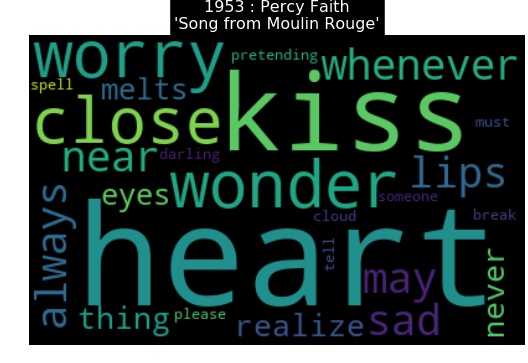 1953 : Percy Faith
'Song from Moulin Rouge'
worry
pretending
whenever
spell
melts
kiss
close
must
near
darling
wonder
lips
eyes
someone
always
heart
cloud
break
tell
may
never
thing
please
realize
sad